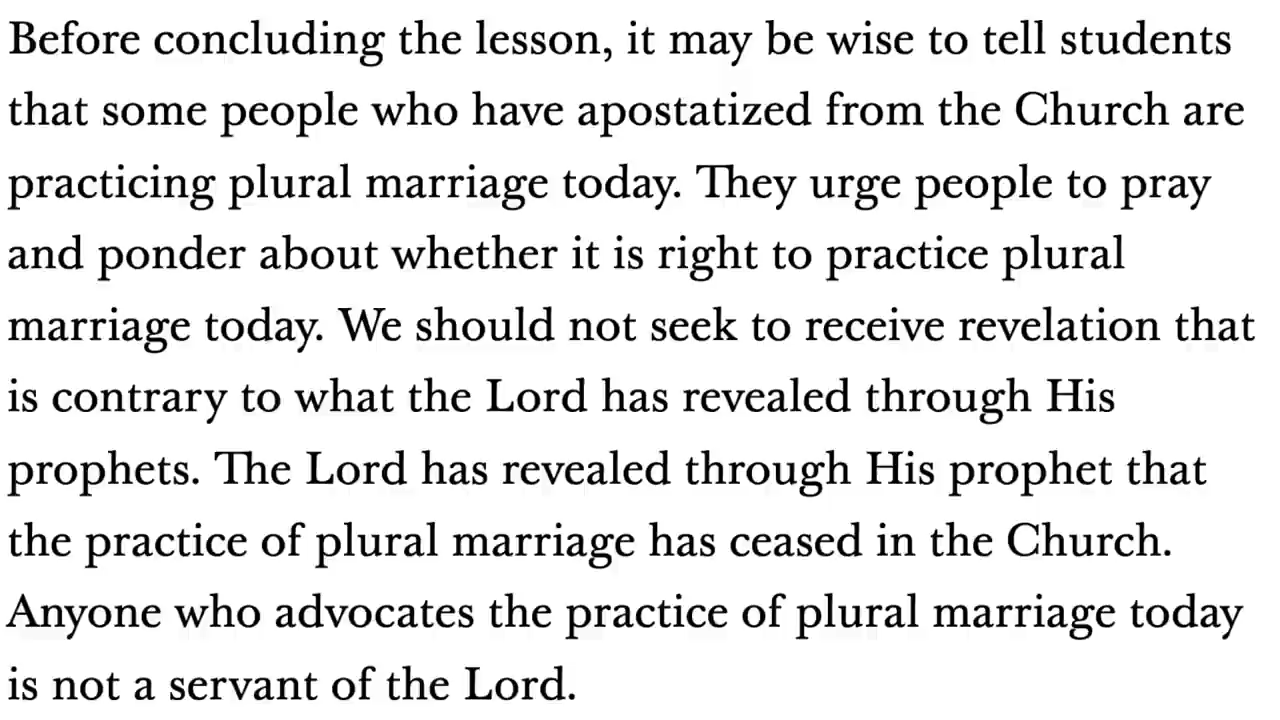 Before concluding the lesson, it may be wise to tell students
that some people who have apostatized from the Church are
practicing plural marriage today. They urge people to pray
and ponder about whether it is right to practice plural
marriage today. We should not seek to receive revelation that
is contrary to what the Lord has revealed through His
prophets. The Lord has revealed through His prophet that
the practice of plural marriage has ceased in the Church.
Anyone who advocates the practice of plural marriage today
is not a servant of the Lord.